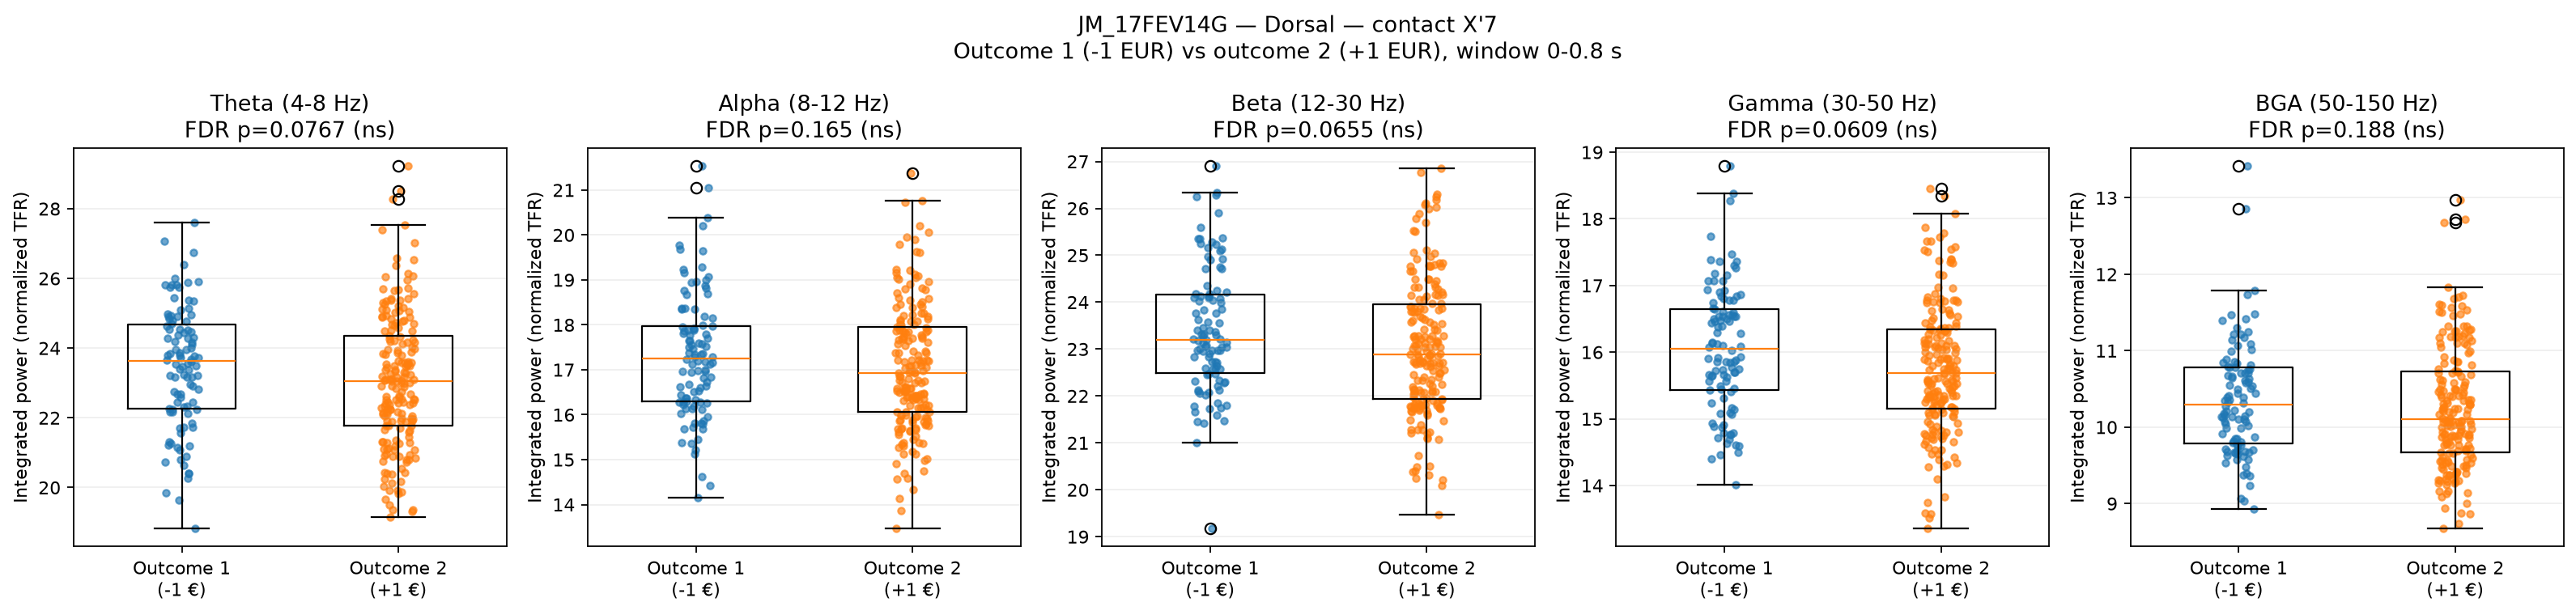 JM_17FEV14G — Dorsal — contact X'7
Outcome 1 (-1 EUR) vs outcome 2 (+1 EUR), window 0-0.8 s
Theta (4-8 Hz)
FDR p=0.0767 (ns)
Integrated power (normalized TFR)
28
26
24
22
20
Outcome 1
(-1 €)
Outcome 2
(+1 €)
Alpha (8-12 Hz)
FDR p=0.165 (ns)
Integrated power (normalized TFR)
21
20
19
18
17
16
15
14
Outcome 1
(-1 €)
Outcome 2
(+1 €)
Beta (12-30 Hz)
FDR p=0.0655 (ns)
Integrated power (normalized TFR)
27
26
25
24
23
22
21
20
19
Outcome 1
(-1 €)
Outcome 2
(+1 €)
Gamma (30-50 Hz)
FDR p=0.0609 (ns)
Integrated power (normalized TFR)
19
18
17
16
15
14
Outcome 1
(-1 €)
Outcome 2
(+1 €)
BGA (50-150 Hz)
FDR p=0.188 (ns)
Integrated power (normalized TFR)
13
12
11
10
9
Outcome 1
(-1 €)
Outcome 2
(+1 €)